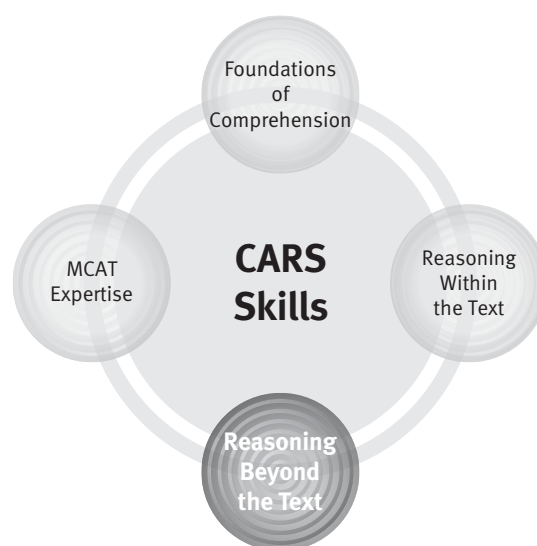 Foundations
of
Comprehension
MCAT
Expertise
CARS
Skills
Reasoning
Within
the Text
Reasoning
Beyond
the Text